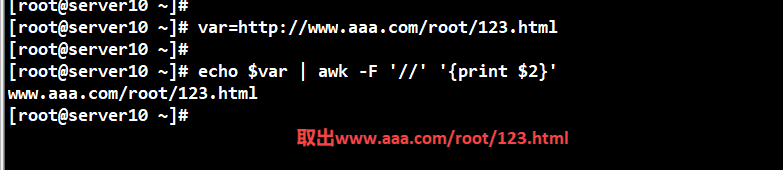 [root@server10 ~]#
[root@server10 ~]# var=http://www.aaa.com/root/123.html
[root@server10 ~]#
[root@server10 ~]# echo $var | awk -F '//' '{print $2}'
www.aaa.com/root/123.html
[root@server10 ~]#
取出www.aaa.com/root/123.html